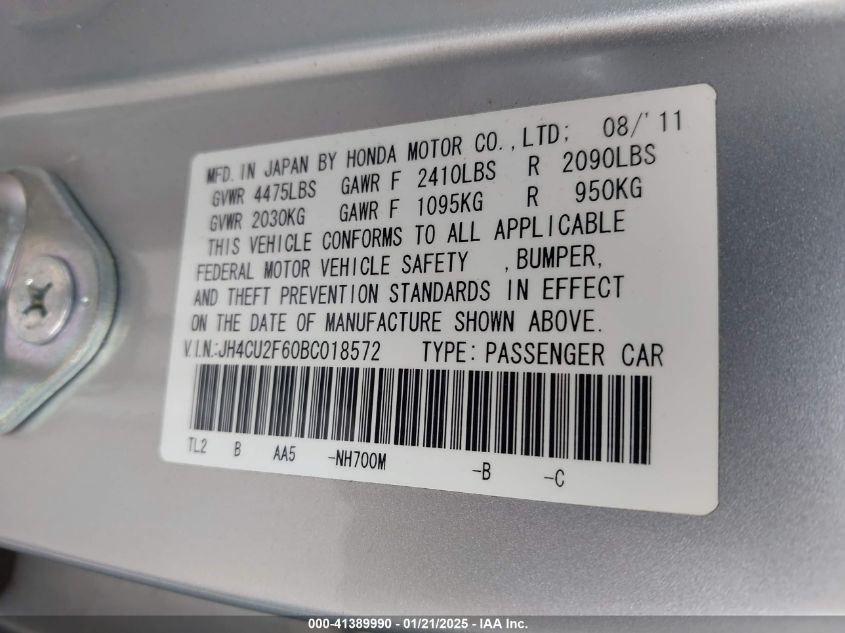 MFD. IN JAPAN BY HONDA MOTOR CO., LTD; 08/'11
GVWR 4475LBS GAWR F 2410LBS R 2090LBS
GVWR 2030KG GAWR F 1095KG R 950KG
THIS VEHICLE CONFORMS TO ALL APPLICABLE
FEDERAL MOTOR VEHICLE SAFETY , BUMPER,
AND THEFT PREVENTION STANDARDS IN EFFECT
ON THE DATE OF MANUFACTURE SHOWN ABOVE.
V.I.N.:JH4CU2F60BC018572 TYPE: PASSENGER CAR
TL2 B AA5 -NH700M -B -C
000-41389990 - 01/21/2025 - IAA Inc.